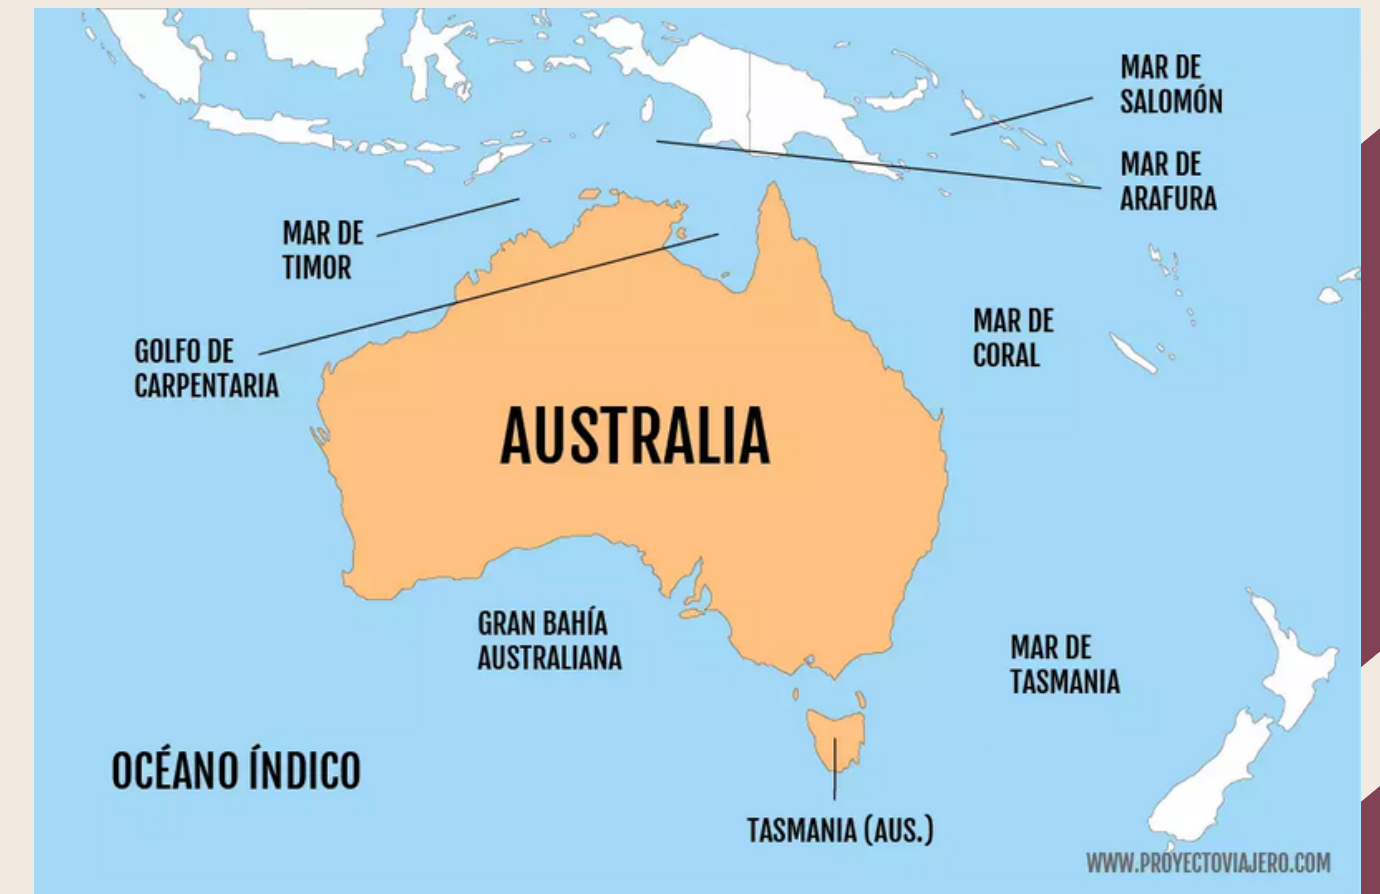 MAR DE
SALOMÓN
MAR DE
ARAFURA
MAR DE
TIMOR
GOLFO DE
CARPENTARIA
MAR DE
CORAL
AUSTRALIA
GRAN BAHÍA
AUSTRALIANA
MAR DE
TASMANIA
OCÉANO ÍNDICO
TASMANIA (AUS.)
WWW.PROYECTOVIAJERO.COM